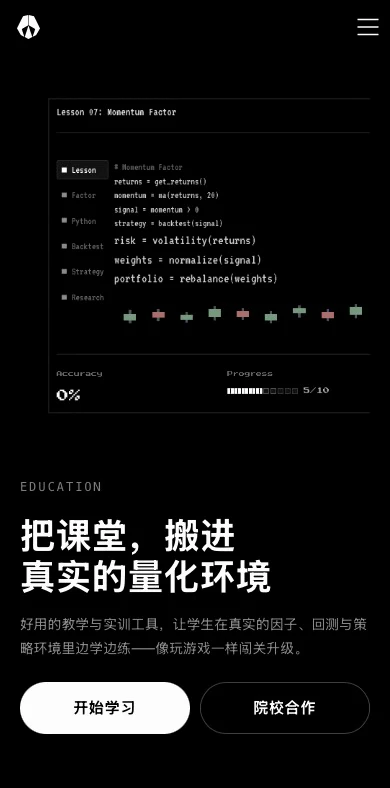 Lesson 07: Momentum Factor
Lesson
Factor
Python
Backtest
Strategy
Research
# Momentum Factor
returns = get_returns()
momentum = ma(returns, 20)
signal = momentum > 0
strategy = backtest(signal)
risk = volatility(returns)
weights = normalize(signal)
portfolio = rebalance(weights)
Accuracy
0%
Progress
5/10
EDUCATION
把课堂，搬进
真实的量化环境
好用的教学与实训工具，让学生在真实的因子、回测与策
略环境里边学边练——像玩游戏一样闯关升级。
开始学习
院校合作